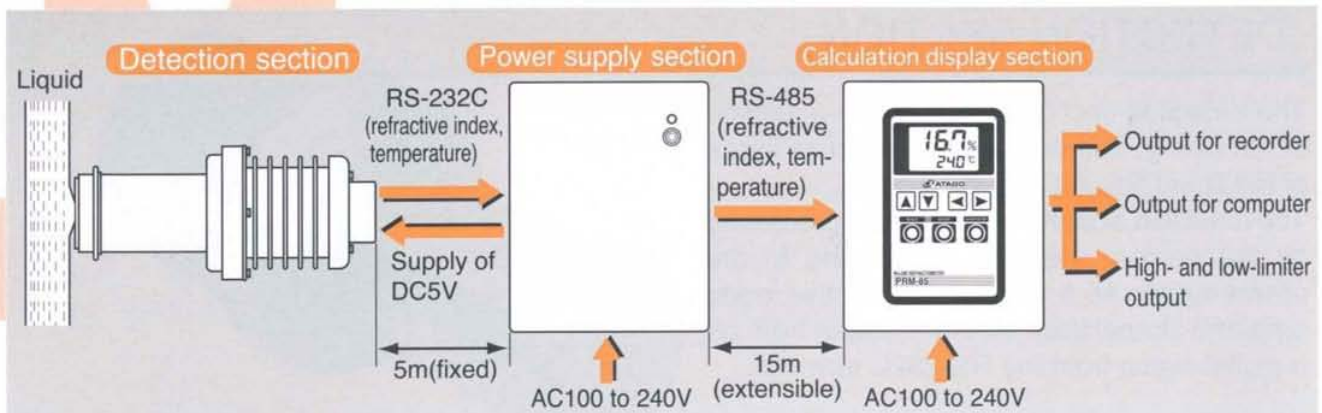 Detection section
Power supply section
Calculation display section
Liquid
RS-232C
(refractive index,
temperature)
Supply of
DC5V
5m(fixed)
AC100 to 240V
RS-485
(refractive
index, tem-
perature)
15m
(extensible)
16.7%
24.0℃
ATAGO
PRM-85
AC100 to 240V
Output for recorder
Output for computer
High- and low-limiter
output